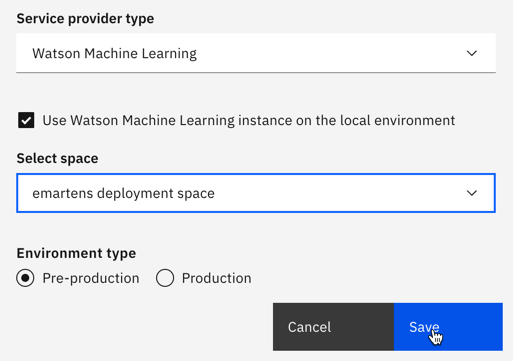 Service provider type
Watson Machine Learning
Use Watson Machine Learning instance on the local environment
Select space
emartens deployment space
Environment type
Pre-production Production
Cancel Save